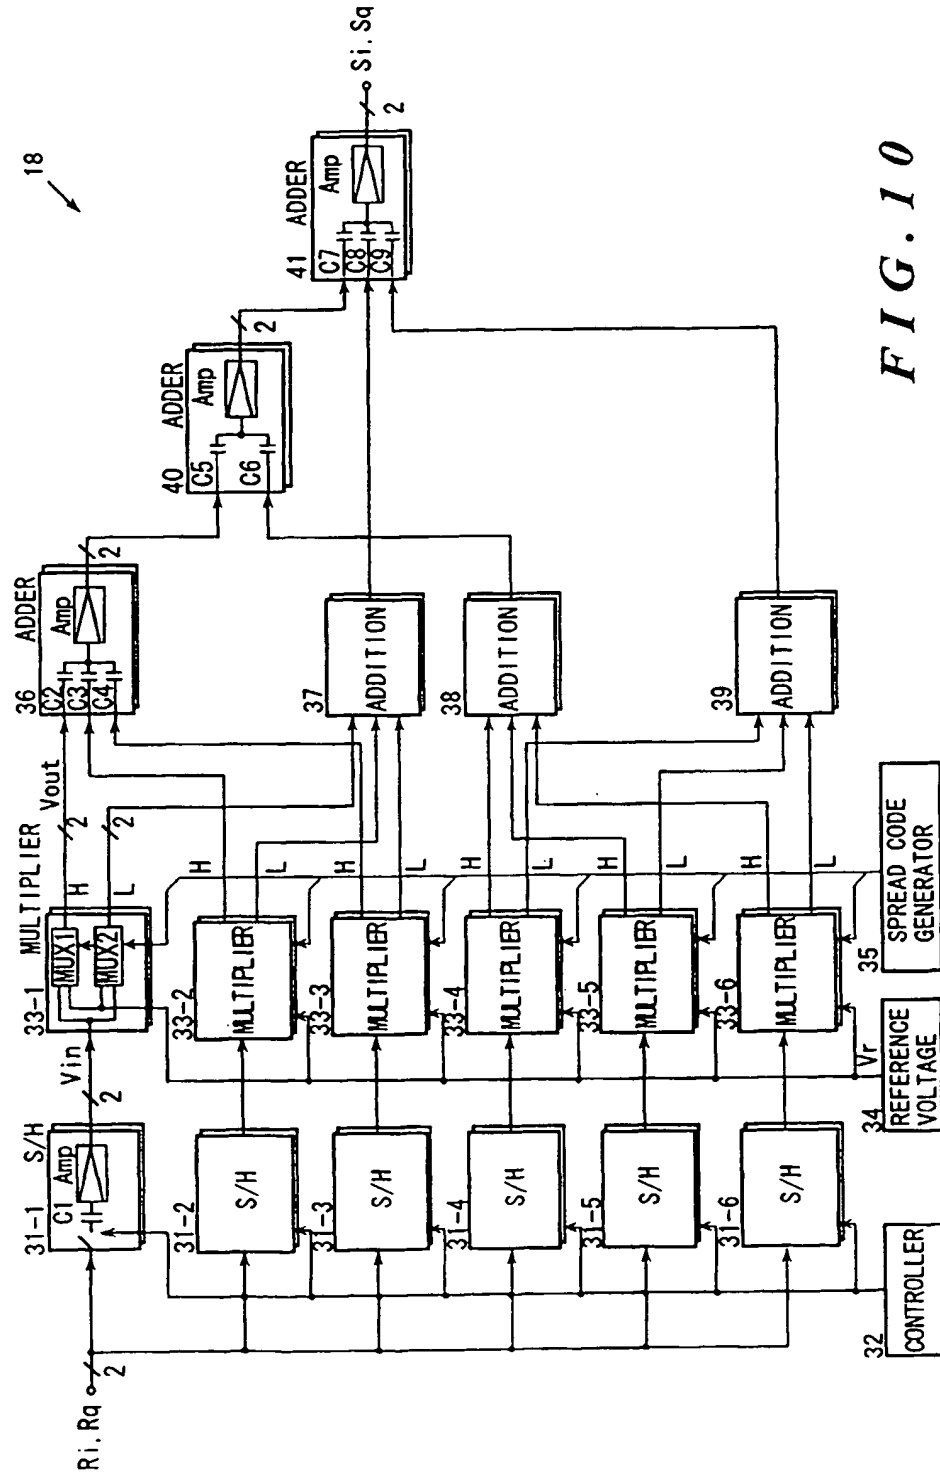 18
Ri, Rq
2
31-1
S/H
C1
Amp
2
Vin
33-1
MULTIPLIER
MUX1
MUX2
H
L
2
2
Vout
36
ADDER
C2
C3
C4
Amp
2
40
ADDER
C5
C6
Amp
2
41
ADDER
C7
C8
C9
Amp
2
Si, Sq
31-2
S/H
33-2
MULTIPLIER
H
L
37
ADDITION
31-3
S/H
33-3
MULTIPLIER
H
L
31-4
S/H
33-4
MULTIPLIER
H
L
38
ADDITION
31-5
S/H
33-5
MULTIPLIER
H
L
31-6
S/H
33-6
MULTIPLIER
H
L
39
ADDITION
Vr
32
CONTROLLER
34
REFERENCE
VOLTAGE
35
SPREAD CODE
GENERATOR
FIG. 10